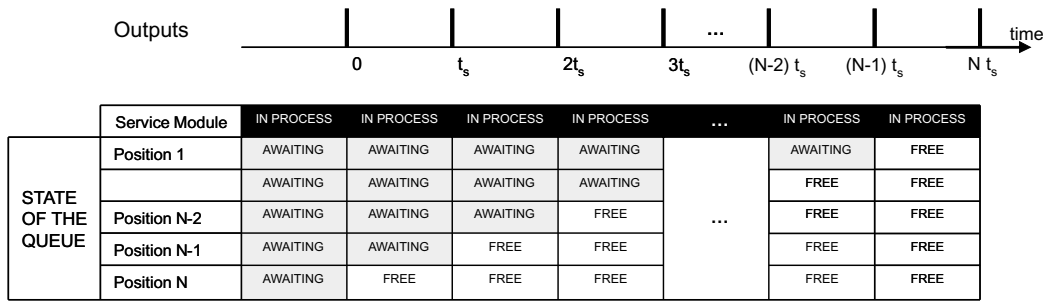 Outputs
...
time
0 t_s 2t_s 3t_s (N-2) t_s (N-1) t_s N t_s
Service Module IN PROCESS IN PROCESS IN PROCESS IN PROCESS ... IN PROCESS IN PROCESS
STATE OF THE QUEUE
Position 1 AWAITING AWAITING AWAITING AWAITING AWAITING FREE
AWAITING AWAITING AWAITING AWAITING FREE FREE
Position N-2 AWAITING AWAITING AWAITING FREE ... FREE FREE
Position N-1 AWAITING AWAITING FREE FREE FREE FREE
Position N AWAITING FREE FREE FREE FREE FREE